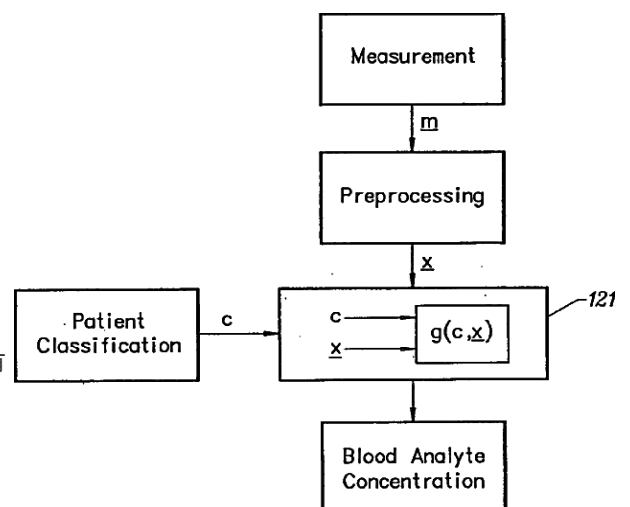 Measurement
m
Preprocessing
x
121
Patient
Classification
c
c
x
g(c,x)
Blood Analyte
Concentration